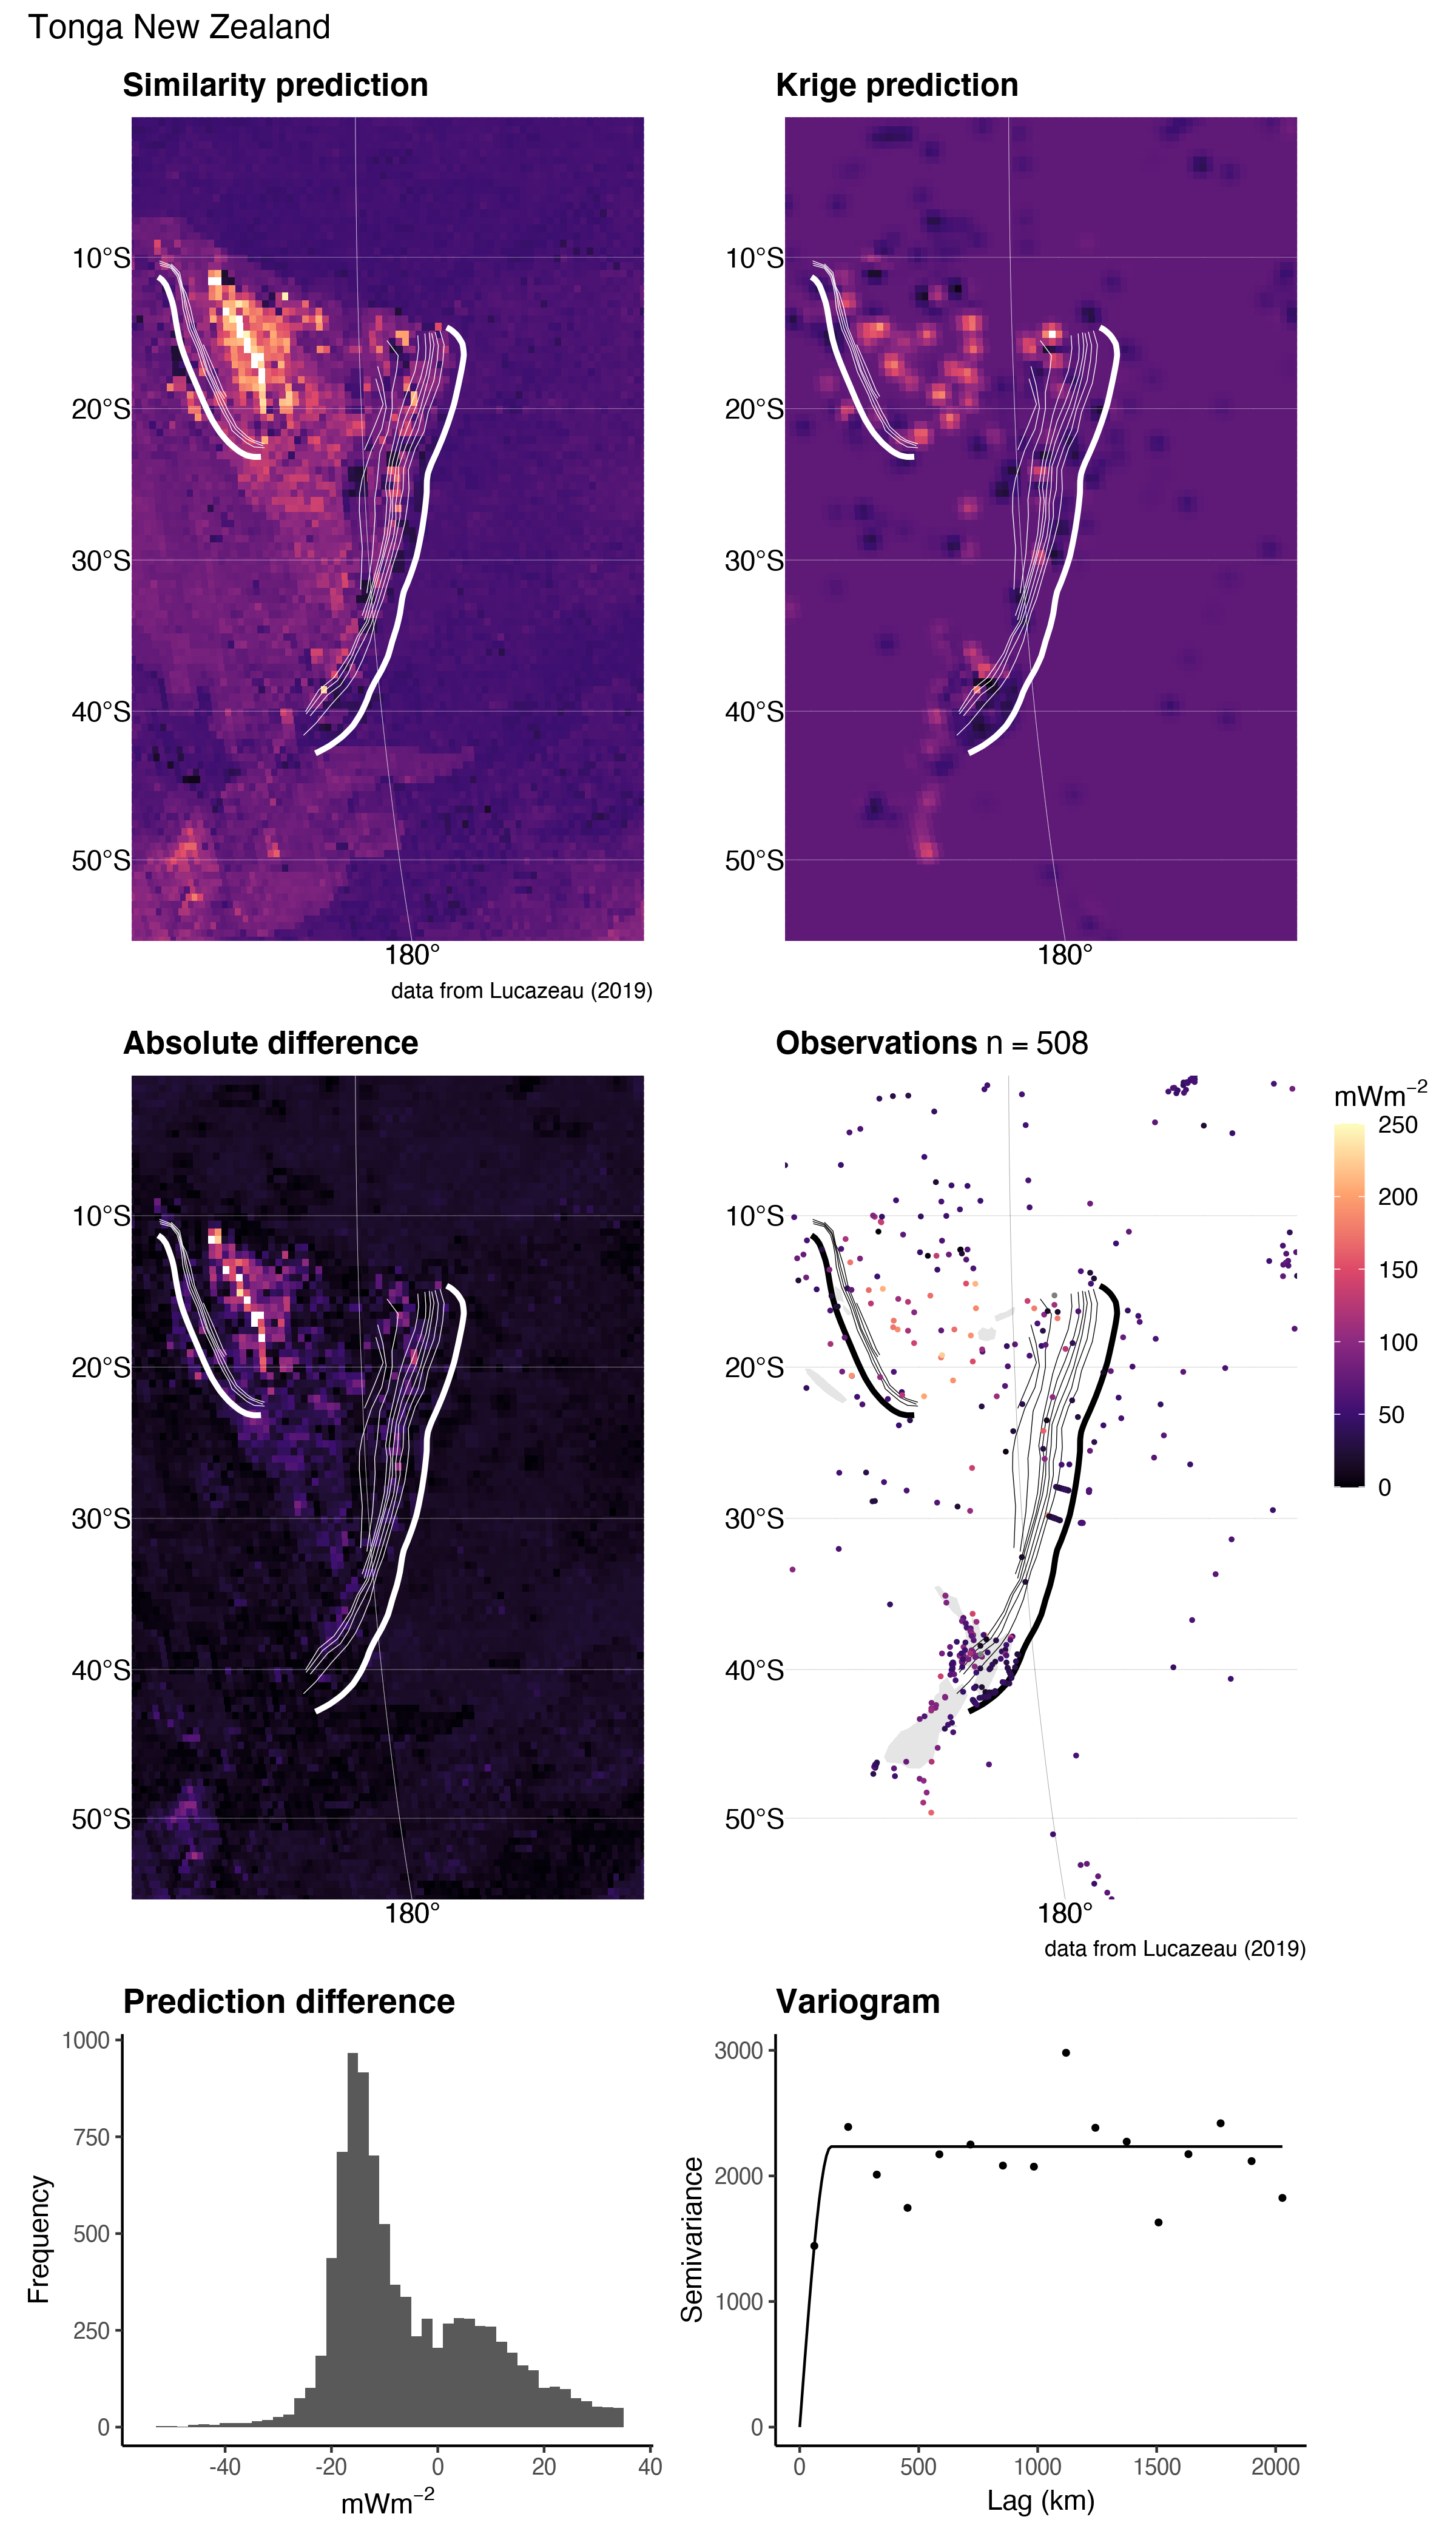 Tonga New Zealand
Similarity prediction
Krige prediction
10°S
20°S
30°S
40°S
50°S
180°
data from Lucazeau (2019)
10°S
20°S
30°S
40°S
50°S
180°
Absolute difference
Observations n = 508
10°S
20°S
30°S
40°S
50°S
180°
10°S
20°S
30°S
40°S
50°S
180°
data from Lucazeau (2019)
mWm⁻²
250
200
150
100
50
0
Prediction difference
1000
750
500
250
0
Frequency
-40 -20 0 20 40
mWm⁻²
Variogram
3000
2000
1000
0
Semivariance
0 500 1000 1500 2000
Lag (km)